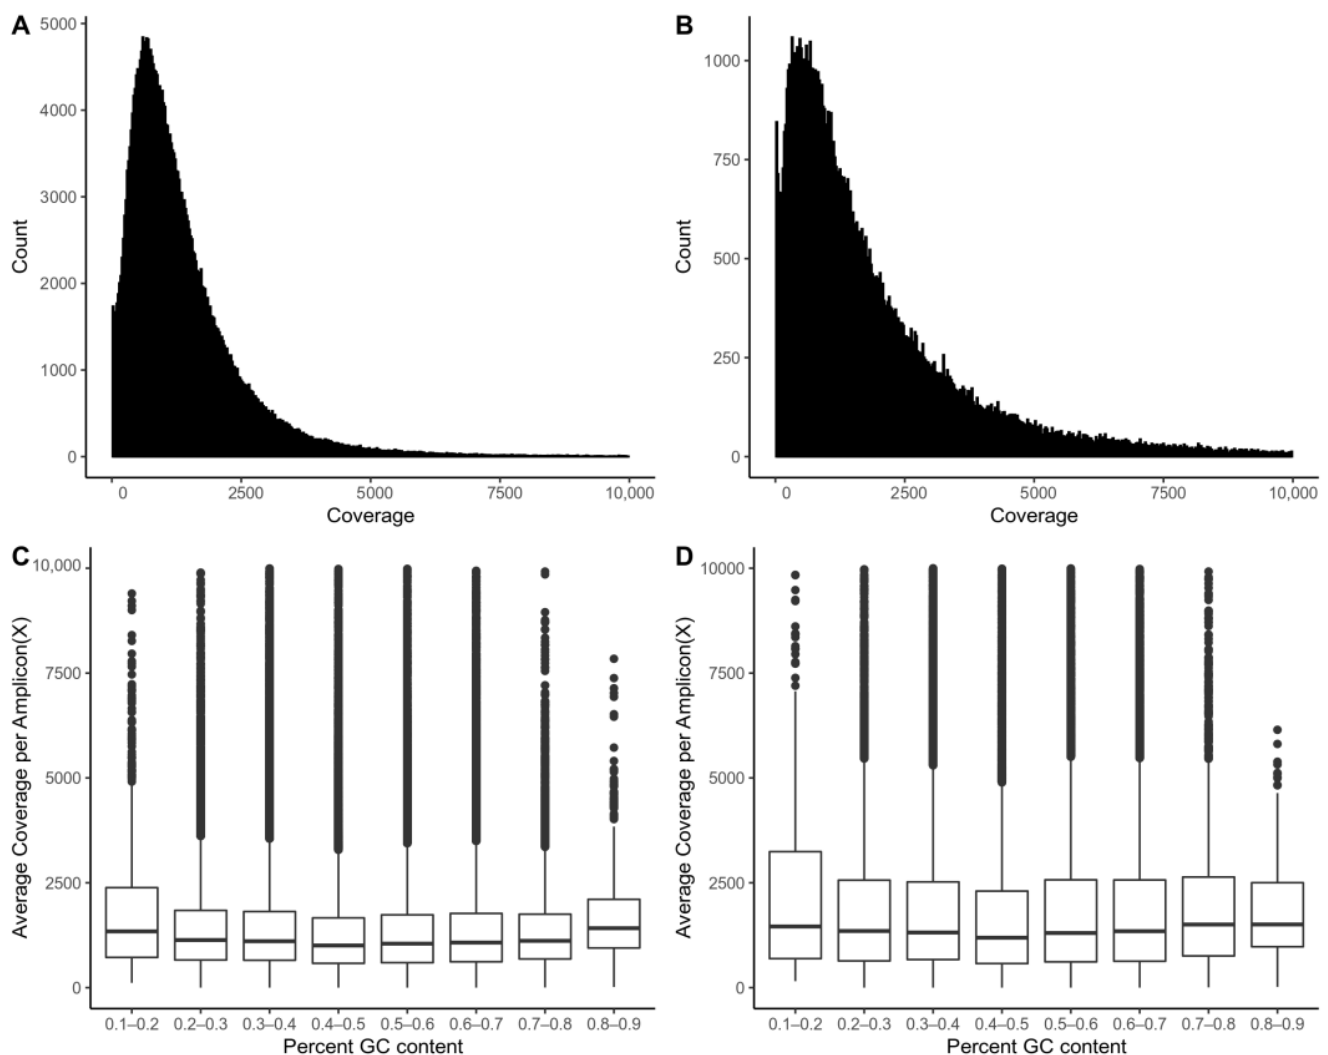 A
5000
4000
3000
2000
1000
0
Count
0 2500 5000 7500 10,000
Coverage
B
1000
750
500
250
0
Count
0 2500 5000 7500 10,000
Coverage
C
10,000
7500
5000
2500
0
Average Coverage per Amplicon(X)
0.1–0.2 0.2–0.3 0.3–0.4 0.4–0.5 0.5–0.6 0.6–0.7 0.7–0.8 0.8–0.9
Percent GC content
D
10000
7500
5000
2500
0
Average Coverage per Amplicon(X)
0.1–0.2 0.2–0.3 0.3–0.4 0.4–0.5 0.5–0.6 0.6–0.7 0.7–0.8 0.8–0.9
Percent GC content